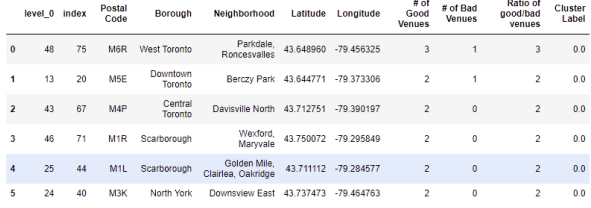 level_0 index Postal Code Borough Neighborhood Latitude Longitude # of Good Venues # of Bad Venues Ratio of good/bad venues Cluster Label
0 48 75 M6R West Toronto Parkdale, Roncesvalles 43.648960 -79.456325 3 1 3 0.0
1 13 20 M5E Downtown Toronto Berczy Park 43.644771 -79.373306 2 1 2 0.0
2 43 67 M4P Central Toronto Davisville North 43.712751 -79.390197 2 0 2 0.0
3 46 71 M1R Scarborough Wexford, Maryvale 43.750072 -79.295849 2 0 2 0.0
4 25 44 M1L Scarborough Golden Mile, Clairlea, Oakridge 43.711112 -79.284577 2 0 2 0.0
5 24 40 M3K North York Downsview East 43.737473 -79.464763 2 0 2 0.0